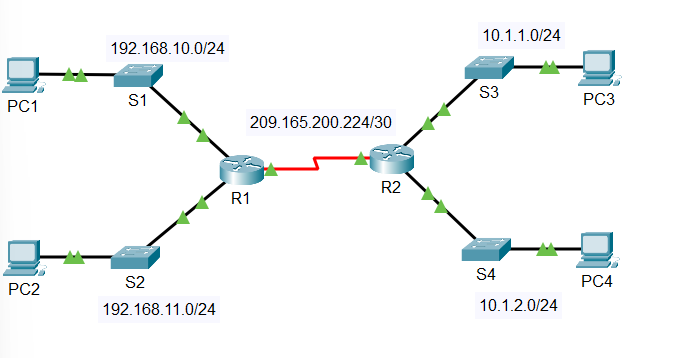 192.168.10.0/24
10.1.1.0/24
PC1
S1
S3
PC3
209.165.200.224/30
R1
R2
PC2
S2
S4
PC4
192.168.11.0/24
10.1.2.0/24